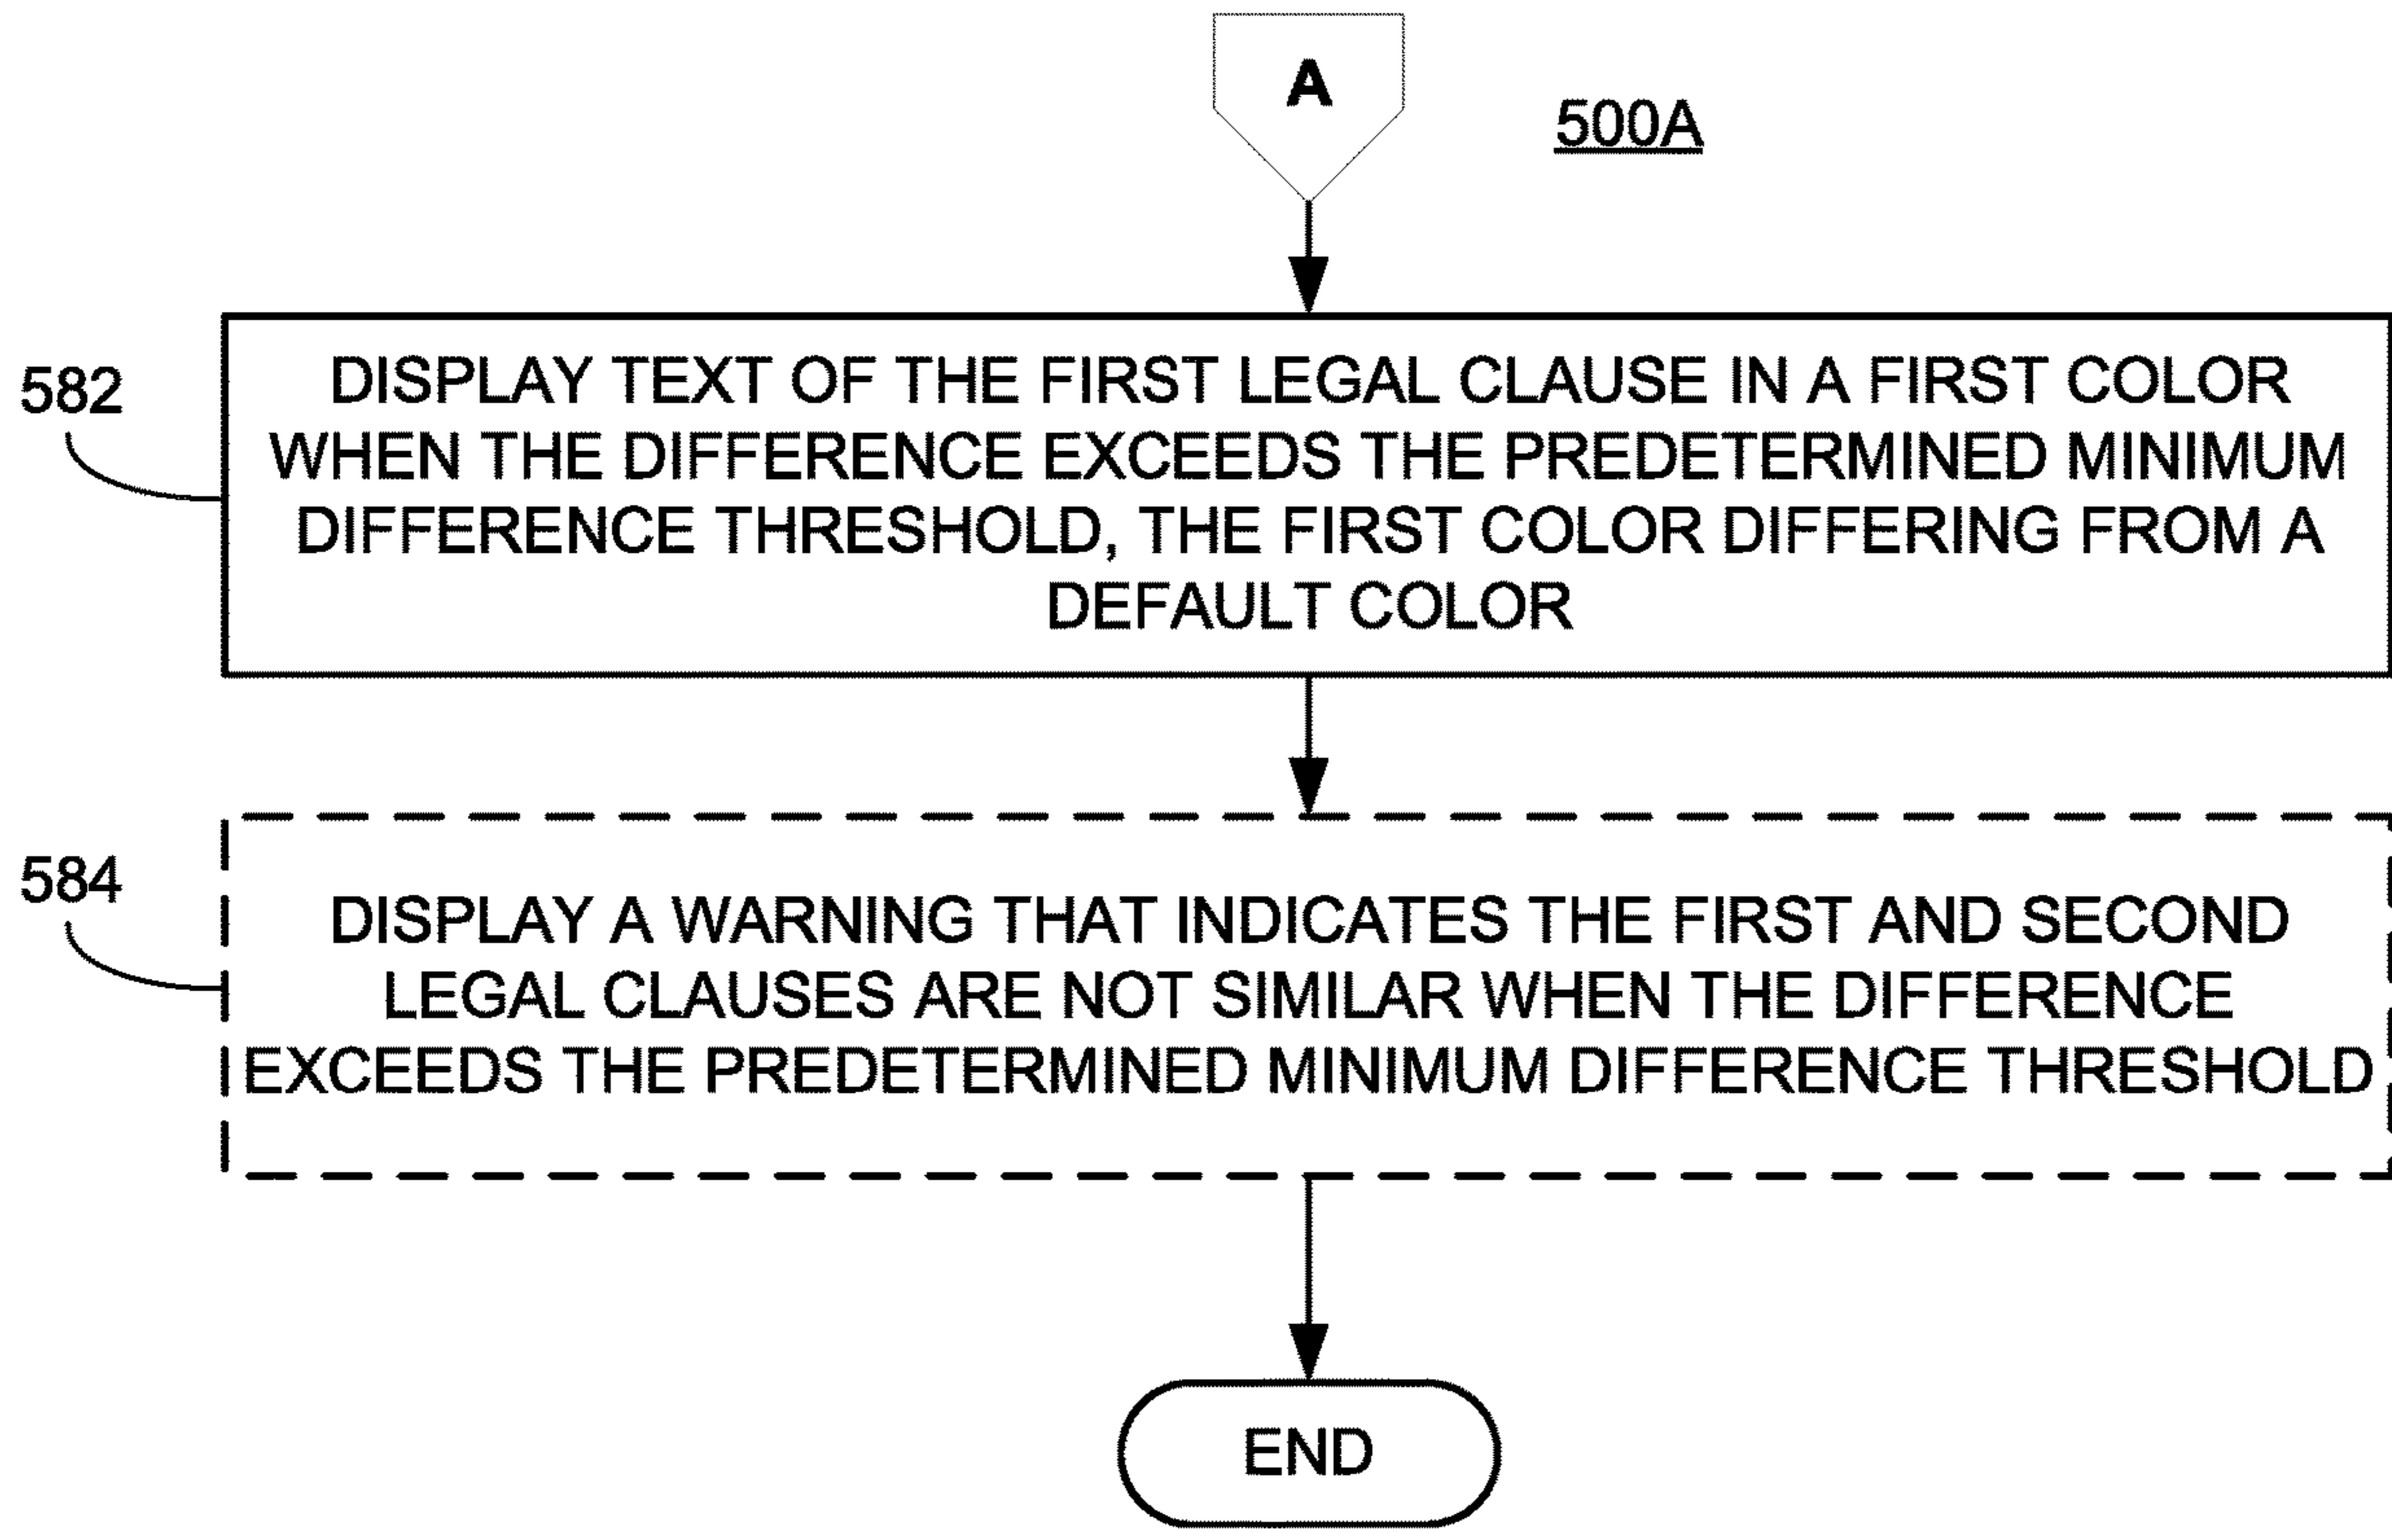 A
500A
582
DISPLAY TEXT OF THE FIRST LEGAL CLAUSE IN A FIRST COLOR
WHEN THE DIFFERENCE EXCEEDS THE PREDETERMINED MINIMUM
DIFFERENCE THRESHOLD, THE FIRST COLOR DIFFERING FROM A
DEFAULT COLOR
584
DISPLAY A WARNING THAT INDICATES THE FIRST AND SECOND
LEGAL CLAUSES ARE NOT SIMILAR WHEN THE DIFFERENCE
EXCEEDS THE PREDETERMINED MINIMUM DIFFERENCE THRESHOLD
END